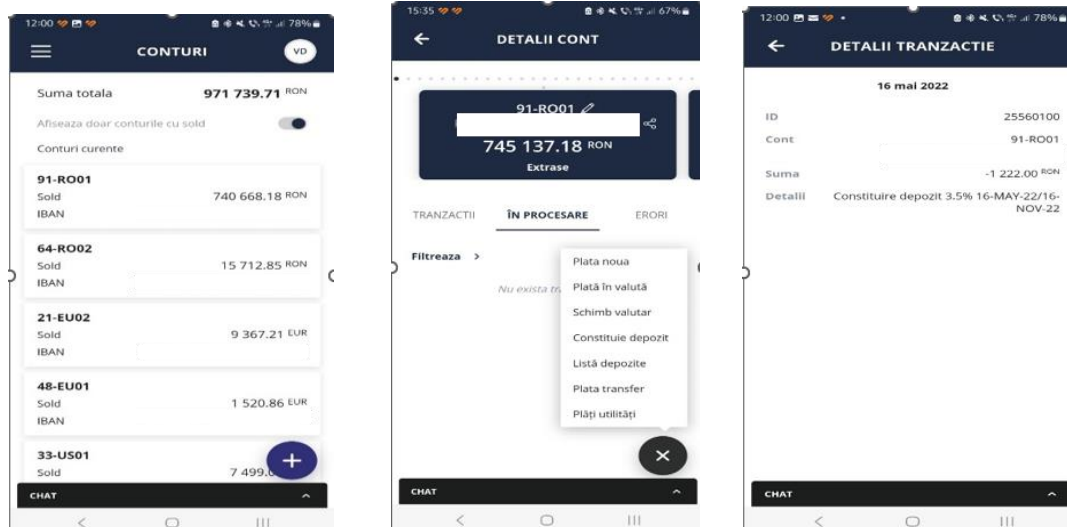 12:00
78%
CONTURI
VD
Suma totala 971 739.71 RON
Afiseaza doar conturile cu sold
Conturi curente
91-RO01
Sold 740 668.18 RON
IBAN
64-RO02
Sold 15 712.85 RON
IBAN
21-EU02
Sold 9 367.21 EUR
IBAN
48-EU01
Sold 1 520.86 EUR
IBAN
33-US01
Sold 7 499.
CHAT
15:35
67%
DETALII CONT
91-RO01
745 137.18 RON
Extrase
TRANZACTII ÎN PROCESARE ERORI
Filtreaza >
Nu exista
Plata noua
Plată în valută
Schimb valutar
Constituie depozit
Listă depozite
Plata transfer
Plăți utilități
CHAT
12:00
78%
DETALII TRANZACTIE
16 mai 2022
ID 25560100
Cont 91-RO01
Suma -1 222.00 RON
Detalii Constituire depozit 3.5% 16-MAY-22/16-
NOV-22
CHAT